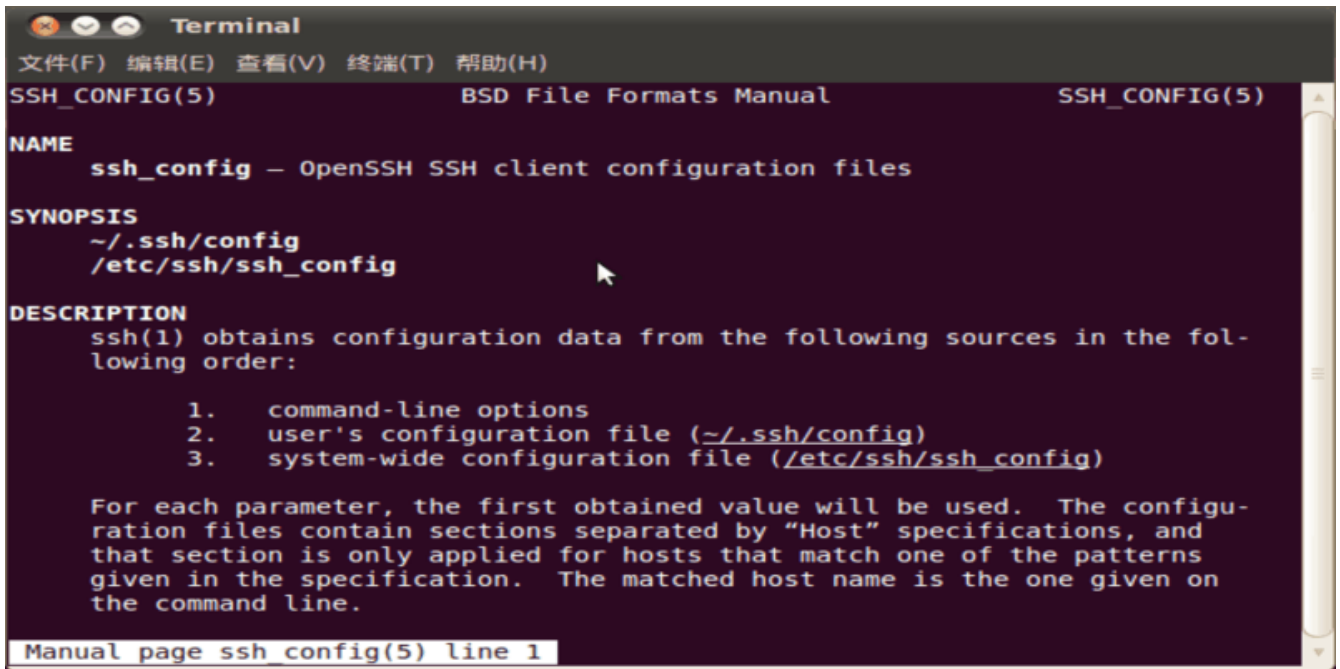 Terminal
文件(F) 编辑(E) 查看(V) 终端(T) 帮助(H)
SSH_CONFIG(5) BSD File Formats Manual SSH_CONFIG(5)
NAME
ssh_config — OpenSSH SSH client configuration files
SYNOPSIS
~/.ssh/config
/etc/ssh/ssh_config
DESCRIPTION
ssh(1) obtains configuration data from the following sources in the fol-
lowing order:
1. command-line options
2. user's configuration file (~/.ssh/config)
3. system-wide configuration file (/etc/ssh/ssh_config)
For each parameter, the first obtained value will be used. The configu-
ration files contain sections separated by “Host” specifications, and
that section is only applied for hosts that match one of the patterns
given in the specification. The matched host name is the one given on
the command line.
Manual page ssh_config(5) line 1